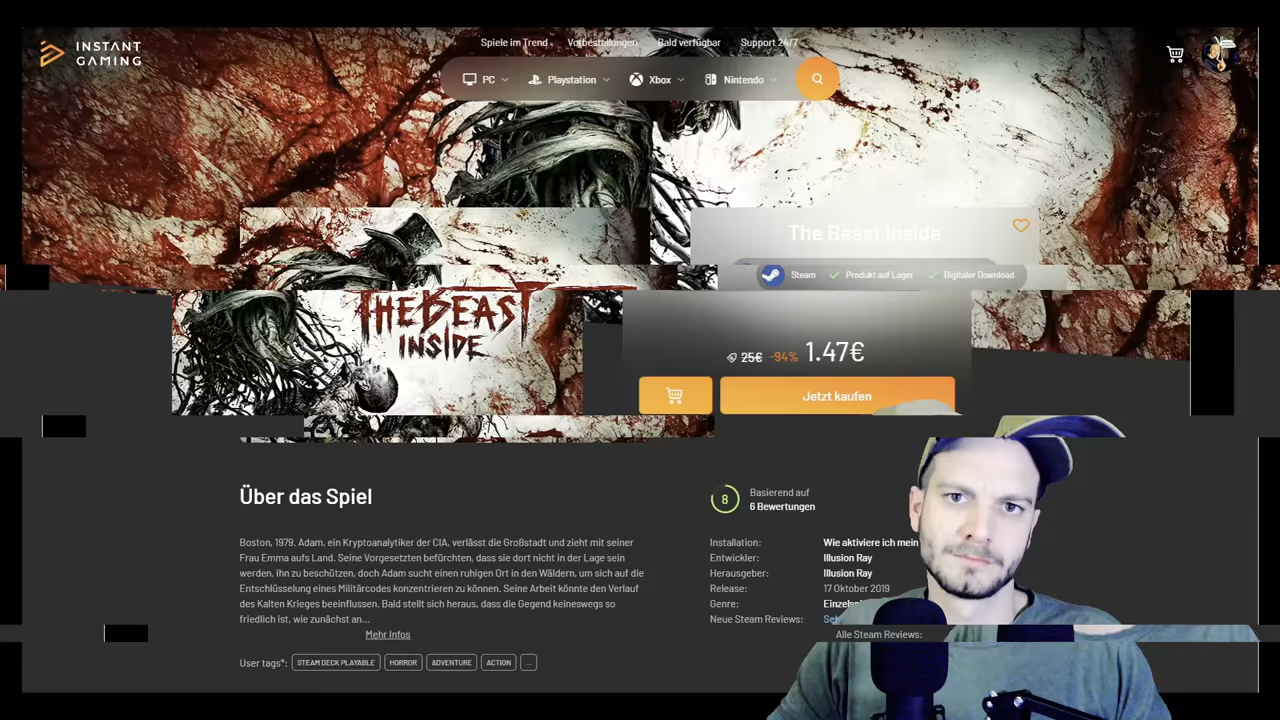 INSTANT
GAMING
Spiele im Trend
Vorbestellungen
Bald verfügbar
Support 24/7
PC
Playstation
Xbox
Nintendo
The Beast Inside
Steam
Produkt auf Lager
Digitaler Download
THE BEAST
INSIDE
25€ -94% 1.47€
Jetzt kaufen
Über das Spiel
Boston, 1979. Adam, ein Kryptoanalytiker der CIA, verlässt die Großstadt und zieht mit seiner
Frau Emma aufs Land. Seine Vorgesetzten befürchten, dass sie dort nicht in der Lage sein
werden, ihn zu beschützen, doch Adam sucht einen ruhigen Ort in den Wäldern, um sich auf die
Entschlüsselung eines Militärcodes konzentrieren zu können. Seine Arbeit könnte den Verlauf
des Kalten Krieges beeinflussen. Bald stellt sich heraus, dass die Gegend keineswegs so
friedlich ist, wie zunächst an...
Mehr Infos
User tags*: STEAM DECK PLAYABLE HORROR ADVENTURE ACTION ...
8
Basierend auf
6 Bewertungen
Installation: Wie aktiviere ich mein
Entwickler: Illusion Ray
Herausgeber: Illusion Ray
Release: 17 Oktober 2019
Genre:
Neue Steam Reviews:
Alle Steam Reviews: